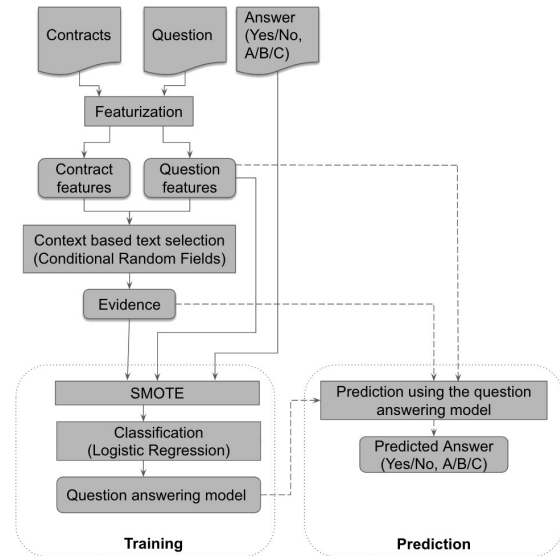 Contracts
Question
Answer
(Yes/No,
A/B/C)
Featurization
Contract
features
Question
features
Context based text selection
(Conditional Random Fields)
Evidence
SMOTE
Classification
(Logistic Regression)
Question answering model
Training
Prediction using the question
answering model
Predicted Answer
(Yes/No, A/B/C)
Prediction